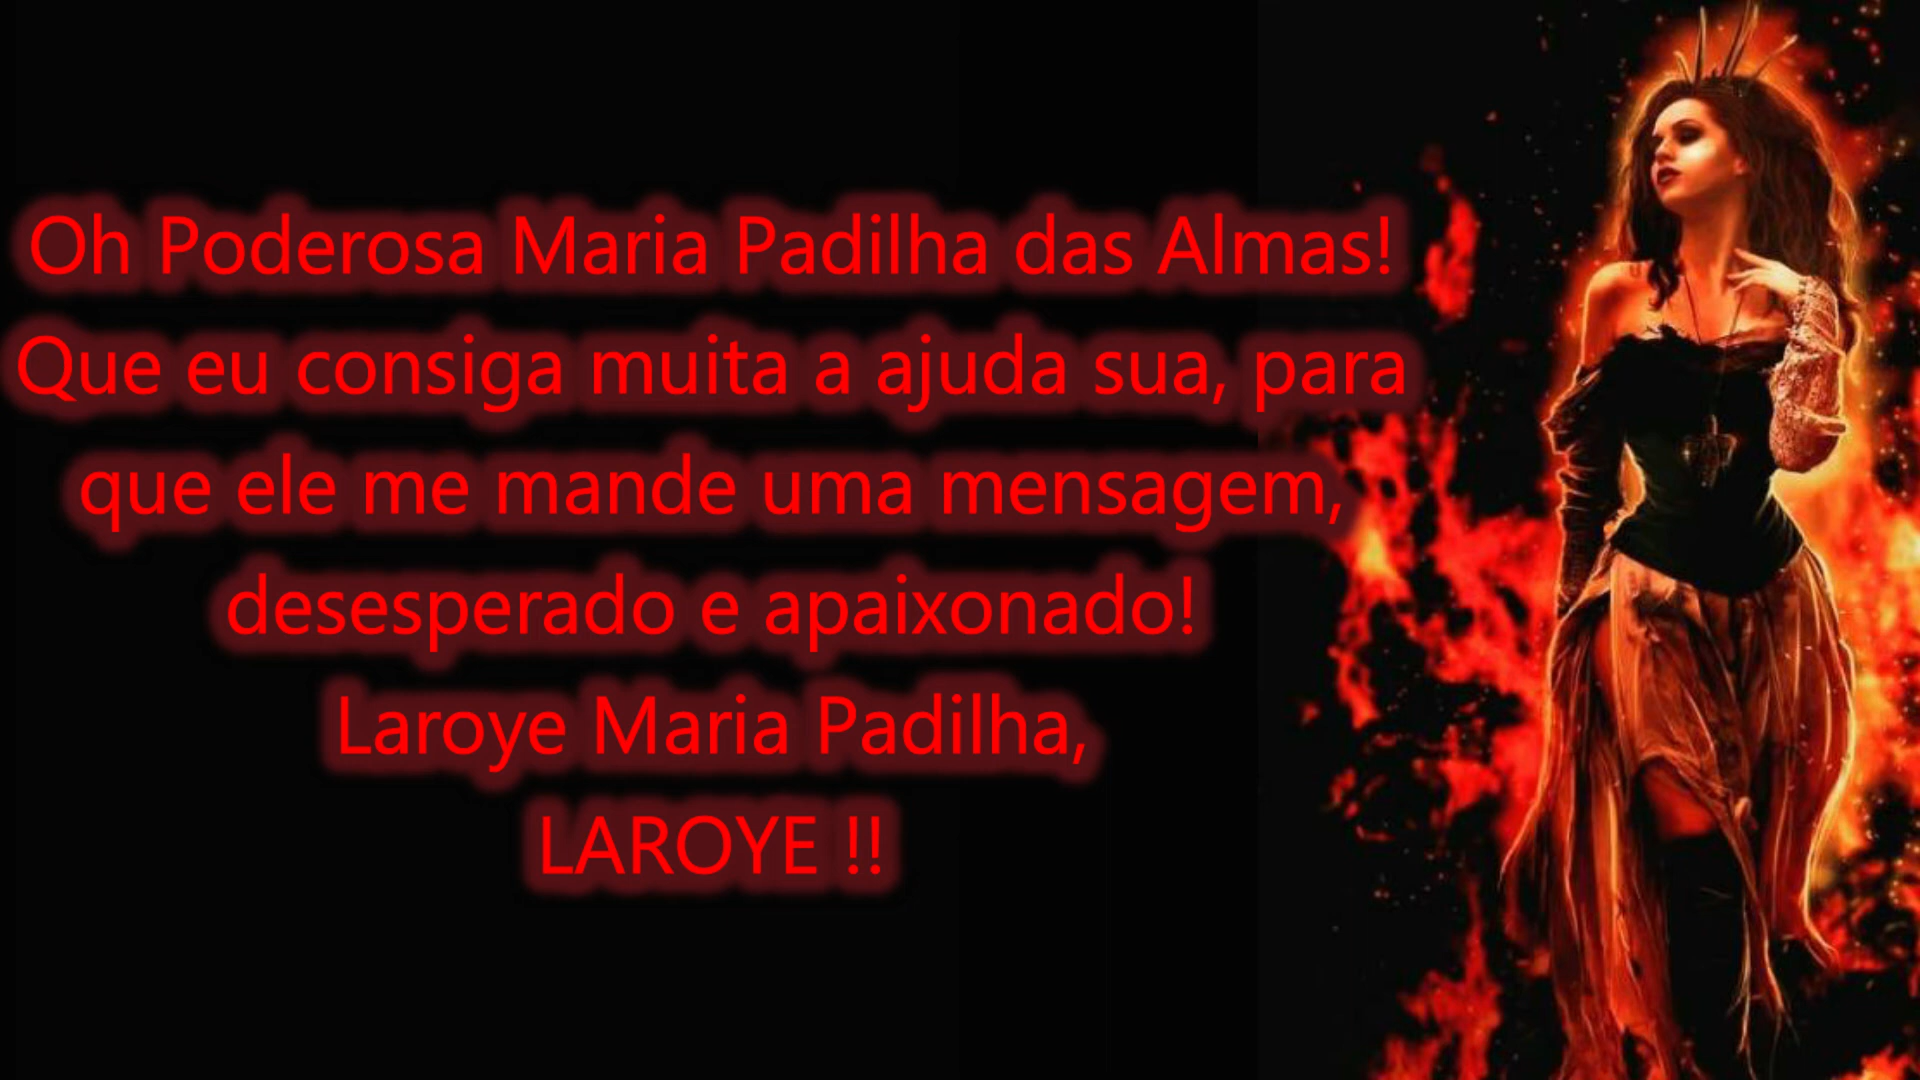 Oh Poderosa Maria Padilha das Almas!
Que eu consiga muita a ajuda sua, para
que ele me mande uma mensagem,
desesperado e apaixonado!
Laroye Maria Padilha,
LAROYE !!